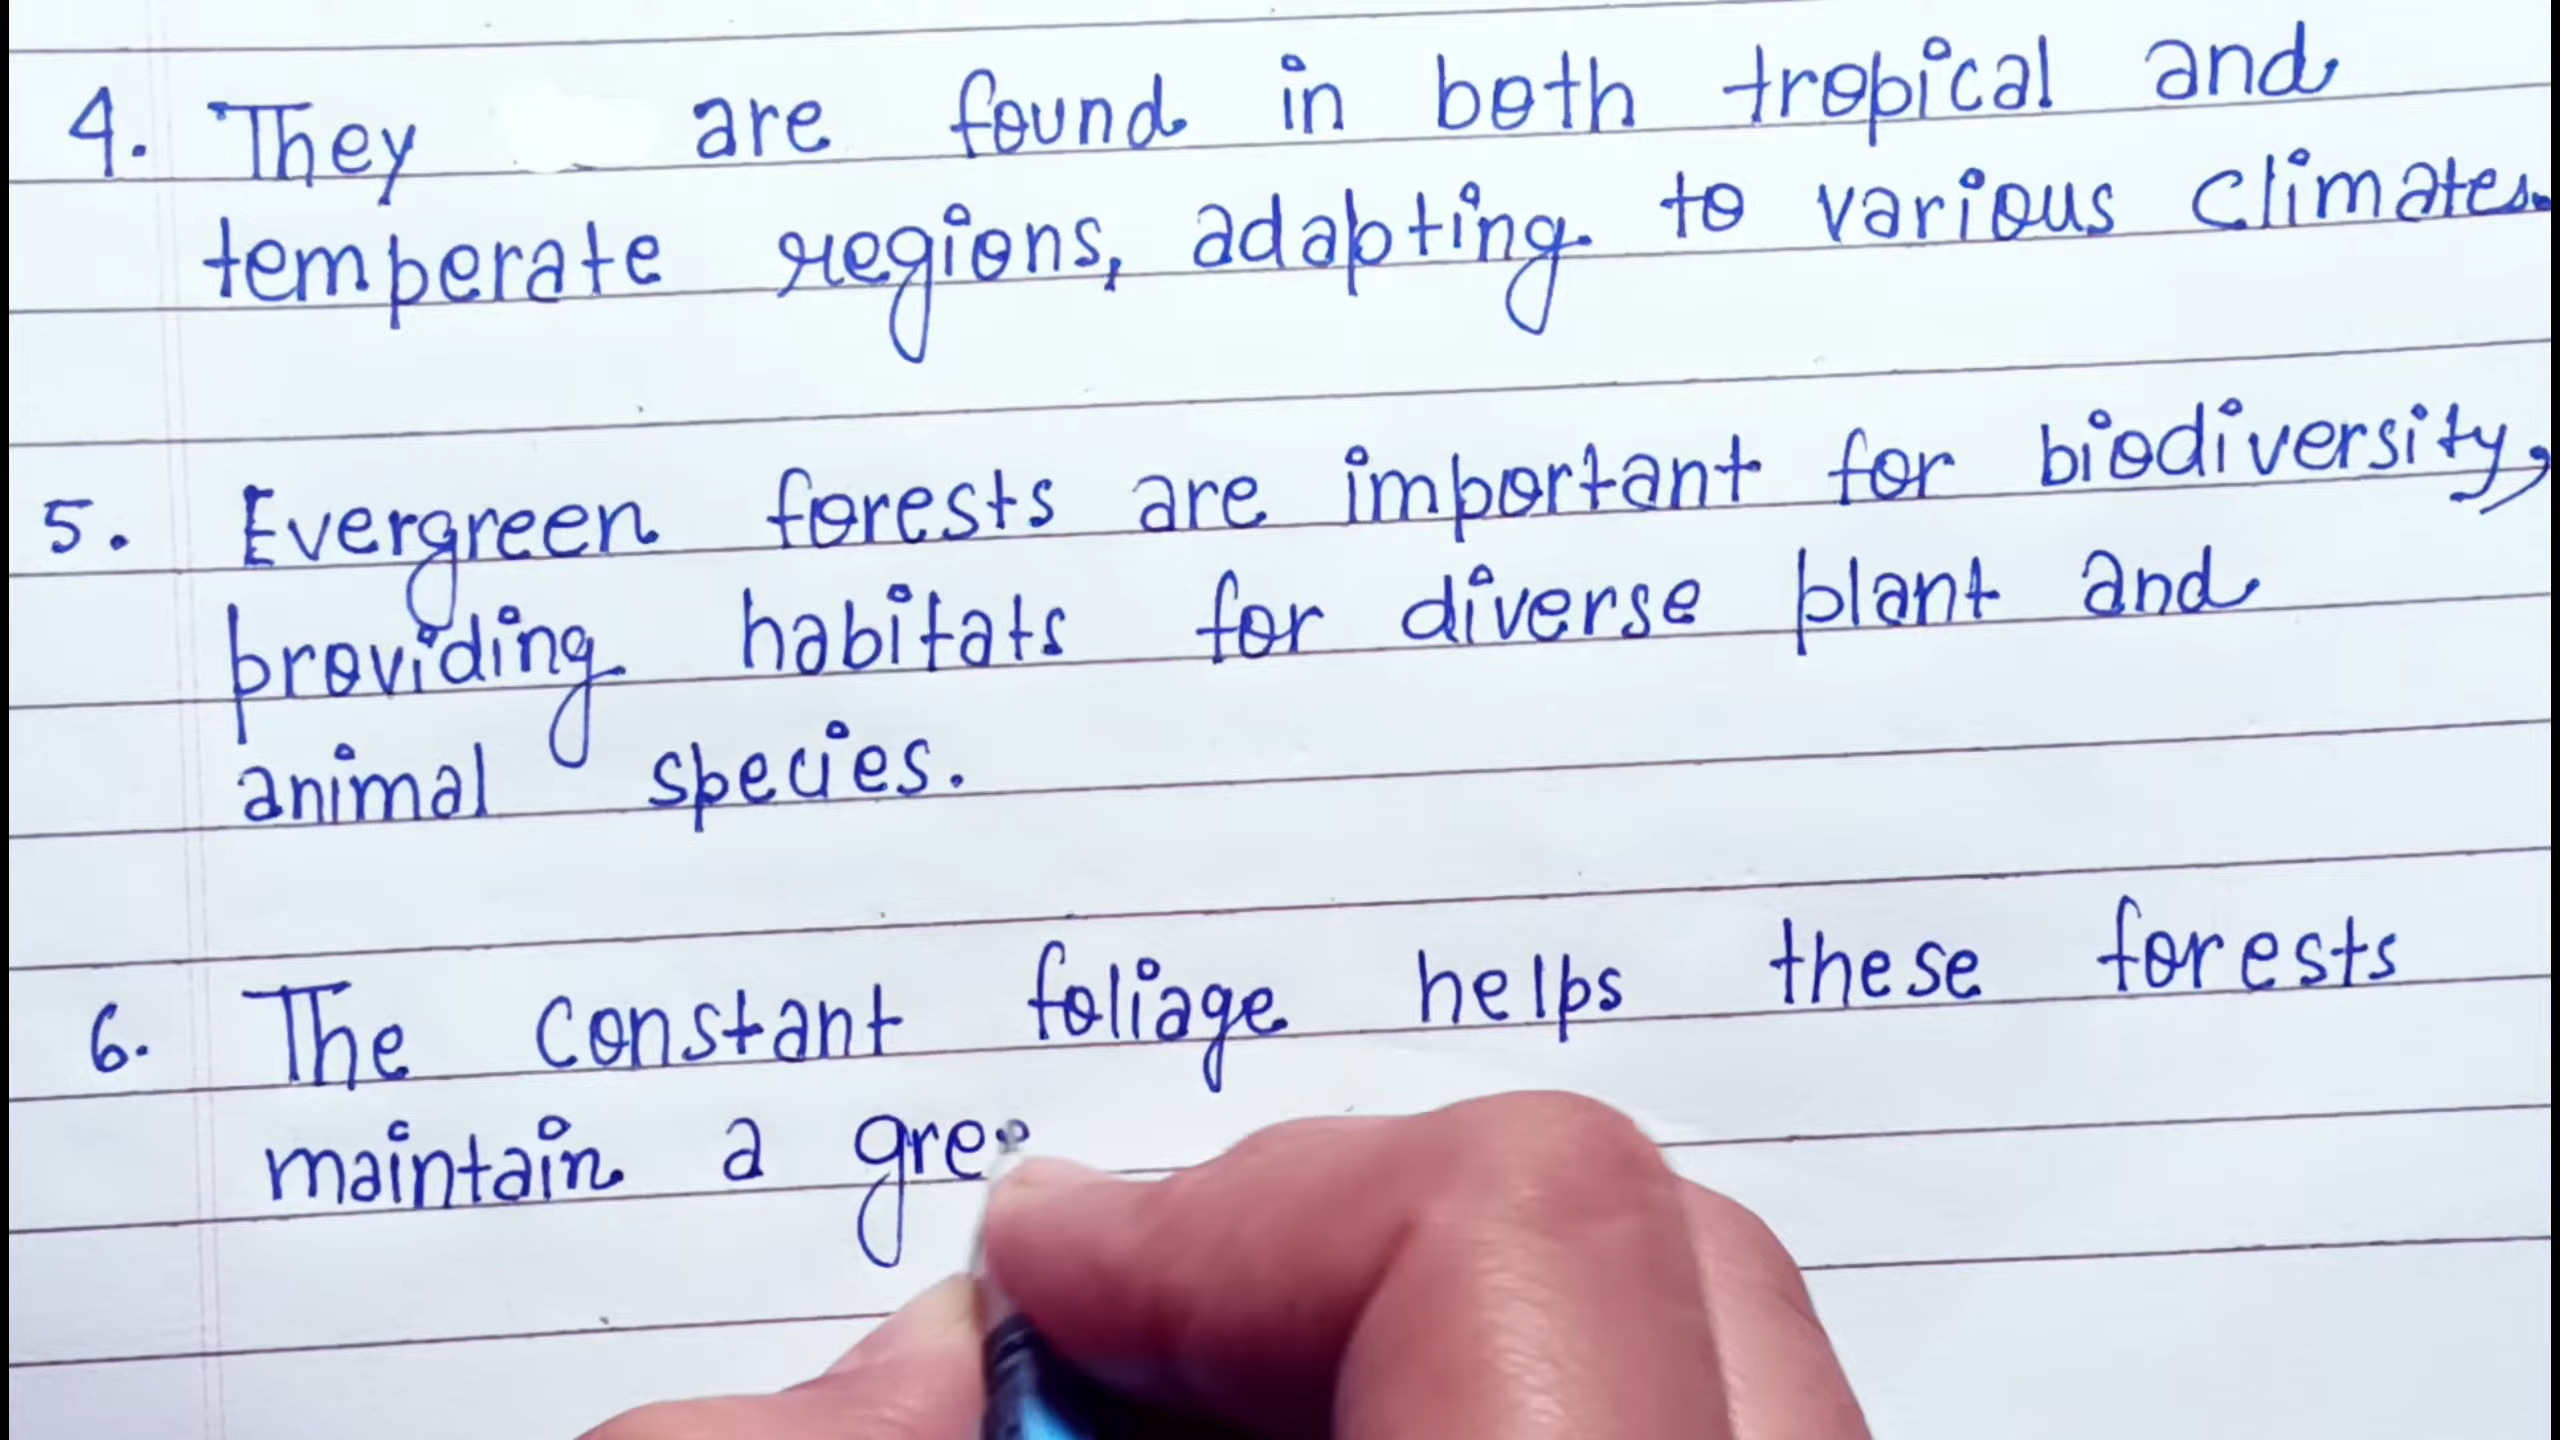 4. They are found in both tropical and
temperate regions, adapting to various climates.
5. Evergreen forests are important for biodiversity,
providing habitats for diverse plant and
animal species.
6. The constant foliage helps these forests
maintain a gre